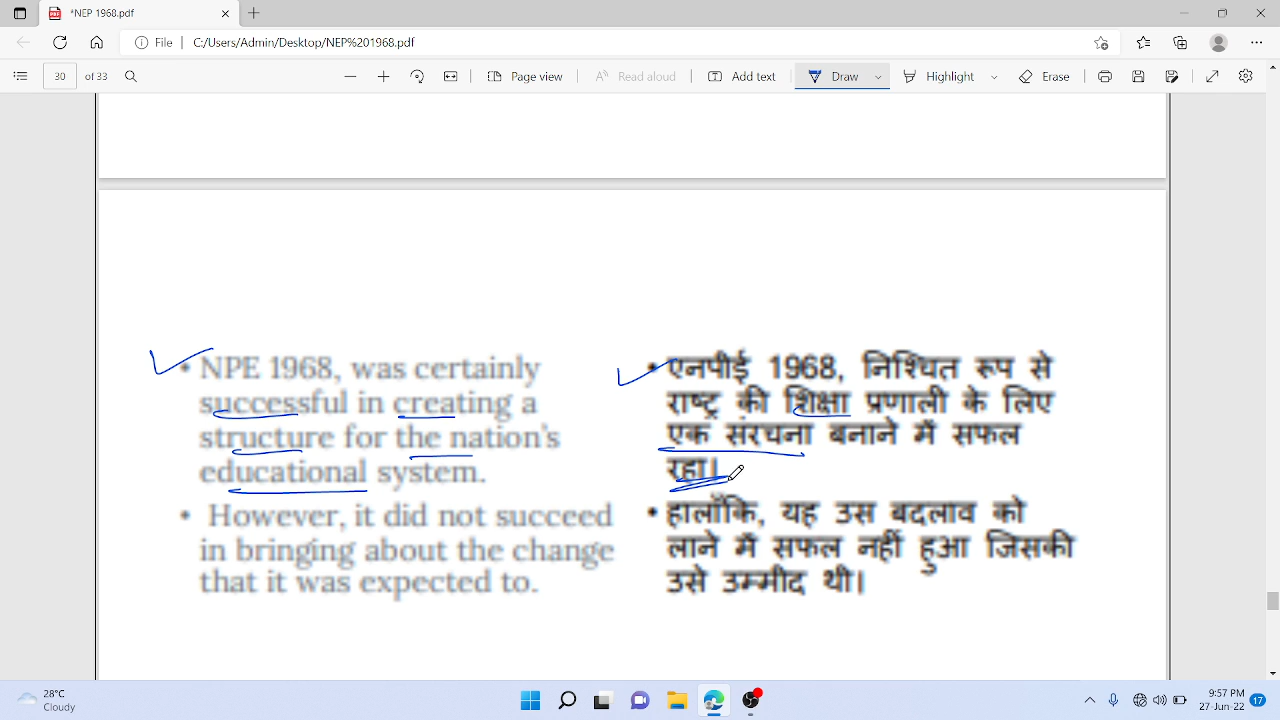 *NEP 1968.pdf
File
C:/Users/Admin/Desktop/NEP%201968.pdf
30
of 33
Page view
Read aloud
Add text
Draw
Highlight
Erase
• NPE 1968, was certainly
successful in creating a
structure for the nation's
educational system.
• However, it did not succeed
in bringing about the change
that it was expected to.
• एनपीई 1968, निश्चित रूप से
राष्ट्र की शिक्षा प्रणाली के लिए
एक संरचना बनाने में सफल
रहा।
• हालाँकि, यह उस बदलाव को
लाने में सफल नहीं हुआ जिसकी
उसे उम्मीद थी।
28°C
Cloudy
9:57 PM
27-Jun-22
17